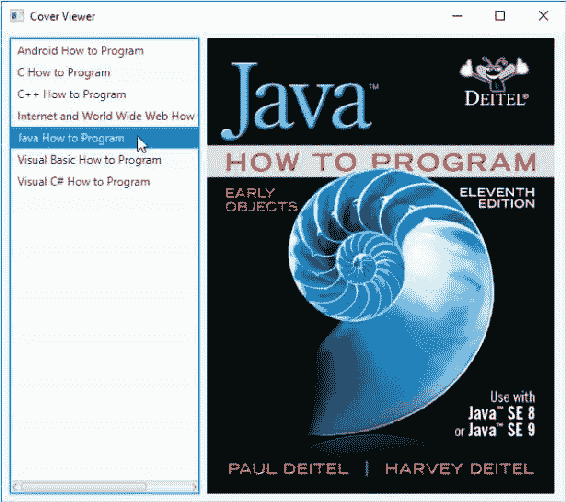 Cover Viewer
Android How to Program
C How to Program
C++ How to Program
Internet and World Wide Web How
Java How to Program
Visual Basic How to Program
Visual C# How to Program
Java™
DEITEL®
HOW TO PROGRAM
EARLY
OBJECTS
ELEVENTH
EDITION
Use with
Java™ SE 8
or Java™ SE 9
PAUL DEITEL | HARVEY DEITEL